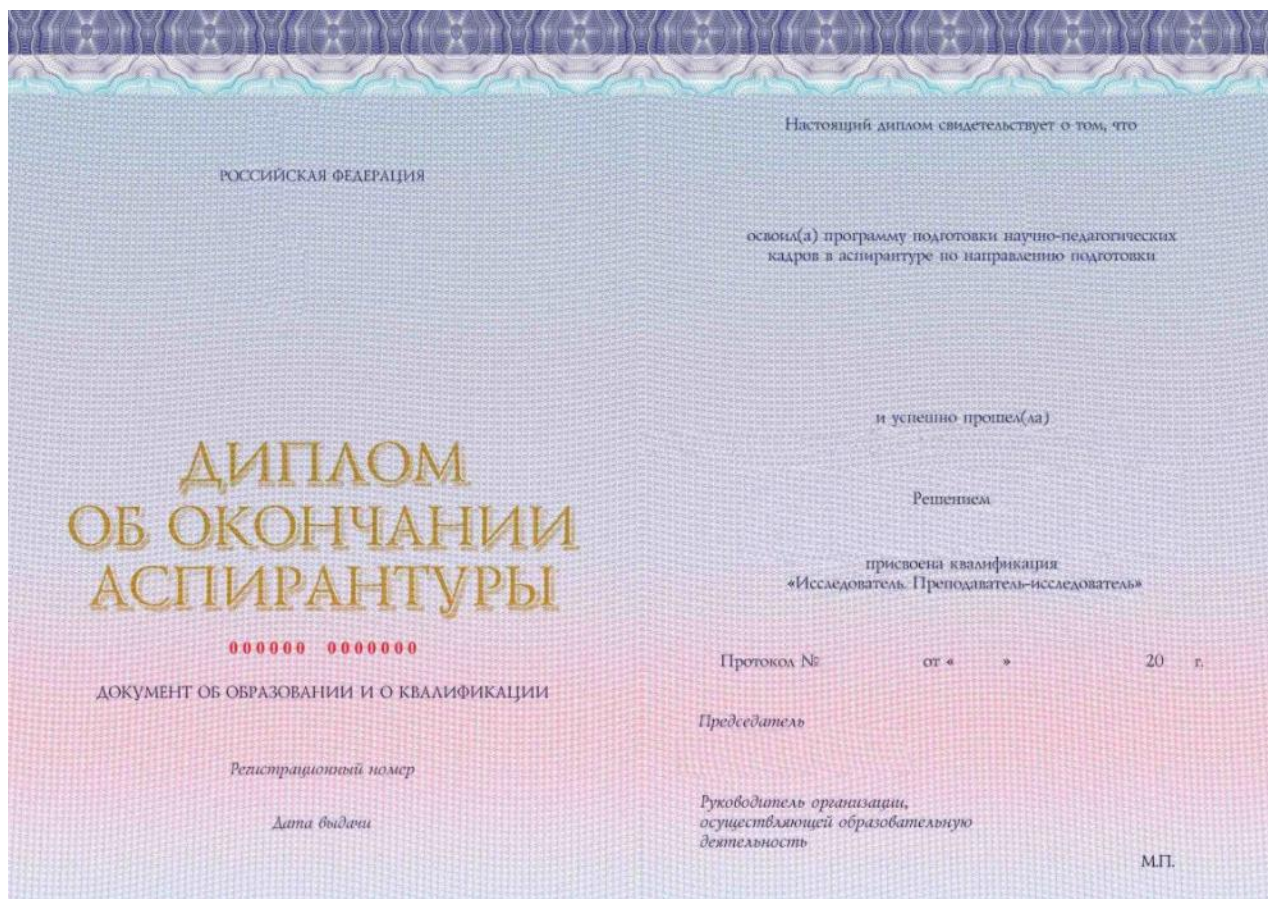 РОССИЙСКАЯ ФЕДЕРАЦИЯ
ДИПЛОМ
ОБ ОКОНЧАНИИ
АСПИРАНТУРЫ
000000 0000000
ДОКУМЕНТ ОБ ОБРАЗОВАНИИ И О КВАЛИФИКАЦИИ
Регистрационный номер
Дата выдачи
Настоящий диплом свидетельствует о том, что
освоил(а) программу подготовки научно-педагогических
кадров в аспирантуре по направлению подготовки
и успешно прошел(ла)
Решением
присвоена квалификация
«Исследователь. Преподаватель-исследователь»
Протокол № от « » 20 г.
Председатель
Руководитель организации,
осуществляющей образовательную
деятельность
М.П.